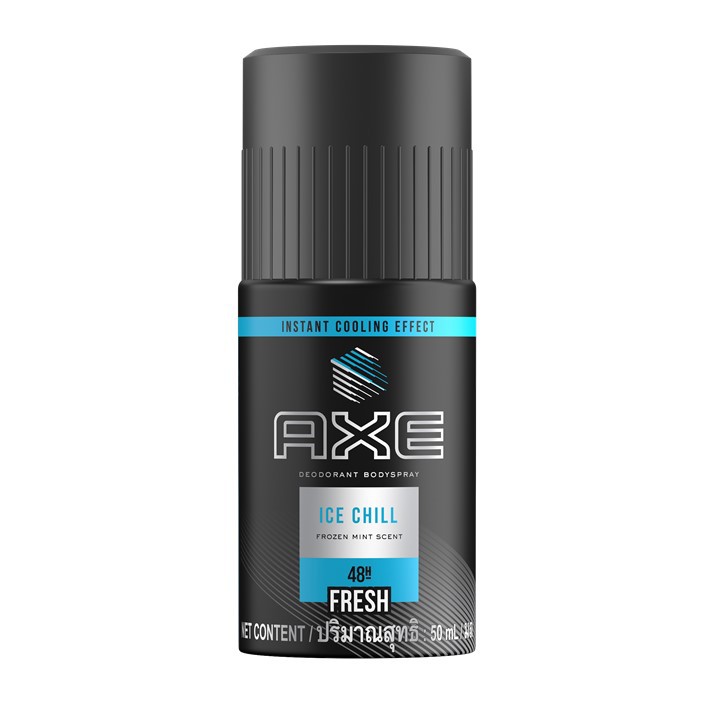 INSTANT COOLING EFFECT
AXE
DEODORANT BODYSPRAY
ICE CHILL
FROZEN MINT SCENT
48H
FRESH
NET CONTENT / ปริมาณสุทธิ : 50 mL /